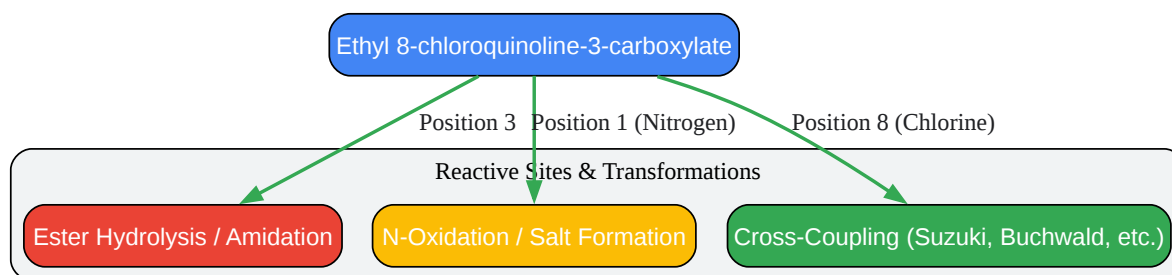 Ethyl 8-chloroquinoline-3-carboxylate
Position 3
Position 1 (Nitrogen)
Position 8 (Chlorine)
Reactive Sites & Transformations
Ester Hydrolysis / Amidation
N-Oxidation / Salt Formation
Cross-Coupling (Suzuki, Buchwald, etc.)